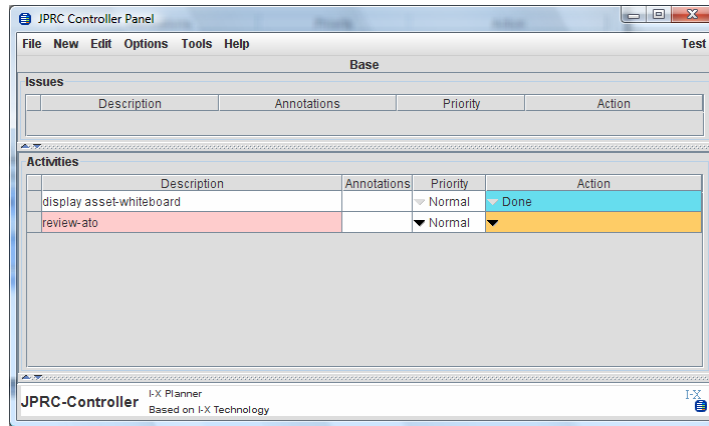 JPRC Controller Panel
File New Edit Options Tools Help Test
Base
Issues
Description Annotations Priority Action
Activities
Description Annotations Priority Action
display asset-whiteboard Normal Done
review-ato Normal
JPRC-Controller
I-X Planner
Based on I-X Technology
I-X